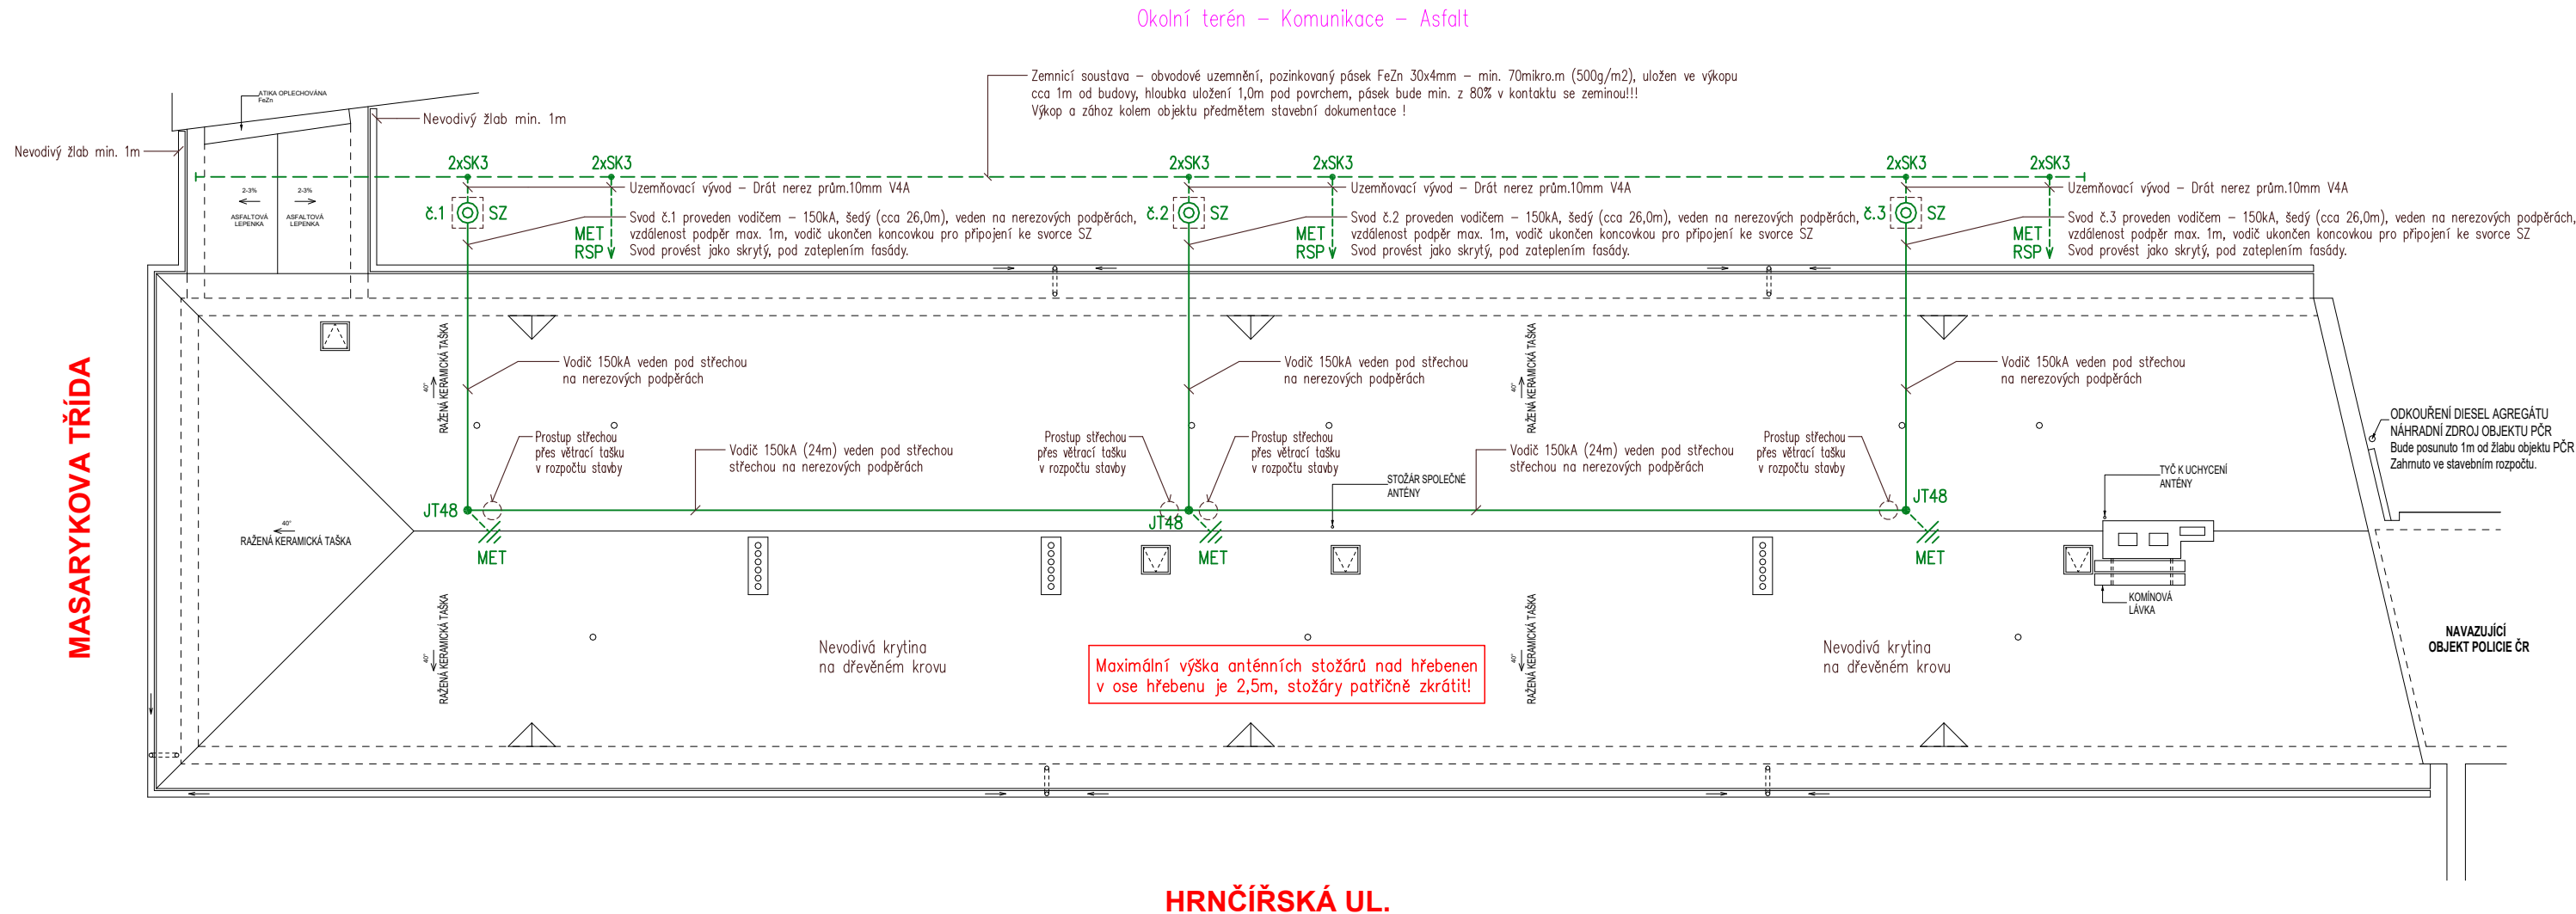 Okolní terén – Komunikace – Asfalt
Zemnicí soustava – obvodové uzemnění, pozinkovaný pásek FeZn 30x4mm – min. 70mikro.m (500g/m2), uložen ve výkopu
cca 1m od budovy, hloubka uložení 1,0m pod povrchem, pásek bude min. z 80% v kontaktu se zeminou!!!
Výkop a zához kolem objektu předmětem stavební dokumentace !
ATIKA OPLECHOVÁNA
FeZn
Nevodivý žlab min. 1m
Nevodivý žlab min. 1m
2xSK3
2xSK3
2xSK3
2xSK3
2xSK3
2xSK3
2-3%
2-3%
ASFALTOVÁ
LEPENKA
ASFALTOVÁ
LEPENKA
Uzemňovací vývod – Drát nerez prům.10mm V4A
Uzemňovací vývod – Drát nerez prům.10mm V4A
Uzemňovací vývod – Drát nerez prům.10mm V4A
č.1
SZ
MET
RSP
Svod č.1 proveden vodičem – 150kA, šedý (cca 26,0m), veden na nerezových podpěrách,
vzdálenost podpěr max. 1m, vodič ukončen koncovkou pro připojení ke svorce SZ
Svod provést jako skrytý, pod zateplením fasády.
č.2
SZ
MET
RSP
Svod č.2 proveden vodičem – 150kA, šedý (cca 26,0m), veden na nerezových podpěrách,
vzdálenost podpěr max. 1m, vodič ukončen koncovkou pro připojení ke svorce SZ
Svod provést jako skrytý, pod zateplením fasády.
č.3
SZ
MET
RSP
Svod č.3 proveden vodičem – 150kA, šedý (cca 26,0m), veden na nerezových podpěrách,
vzdálenost podpěr max. 1m, vodič ukončen koncovkou pro připojení ke svorce SZ
Svod provést jako skrytý, pod zateplením fasády.
MASARYKOVA TŘÍDA
40°
RAŽENÁ KERAMICKÁ TAŠKA
Vodič 150kA veden pod střechou
na nerezových podpěrách
Vodič 150kA veden pod střechou
na nerezových podpěrách
40°
RAŽENÁ KERAMICKÁ TAŠKA
Vodič 150kA veden pod střechou
na nerezových podpěrách
Prostup střechou
přes větrací tašku
v rozpočtu stavby
Vodič 150kA (24m) veden pod střechou
střechou na nerezových podpěrách
Prostup střechou
přes větrací tašku
v rozpočtu stavby
Prostup střechou
přes větrací tašku
v rozpočtu stavby
Vodič 150kA (24m) veden pod střechou
střechou na nerezových podpěrách
Prostup střechou
přes větrací tašku
v rozpočtu stavby
ODKOUŘENÍ DIESEL AGREGÁTU
NÁHRADNÍ ZDROJ OBJEKTU PČR
Bude posunuto 1m od žlabu objektu PČR
Zahrnuto ve stavebním rozpočtu.
STOŽÁR SPOLEČNÉ
ANTÉNY
TYČ K UCHYCENÍ
ANTÉNY
JT48
JT48
JT48
40°
RAŽENÁ KERAMICKÁ TAŠKA
MET
MET
MET
KOMÍNOVÁ
LÁVKA
40°
RAŽENÁ KERAMICKÁ TAŠKA
Nevodivá krytina
na dřevěném krovu
Maximální výška anténních stožárů nad hřebenen
v ose hřebenu je 2,5m, stožáry patřičně zkrátit!
40°
RAŽENÁ KERAMICKÁ TAŠKA
Nevodivá krytina
na dřevěném krovu
NAVAZUJÍCÍ
OBJEKT POLICIE ČR
HRNČÍŘSKÁ UL.